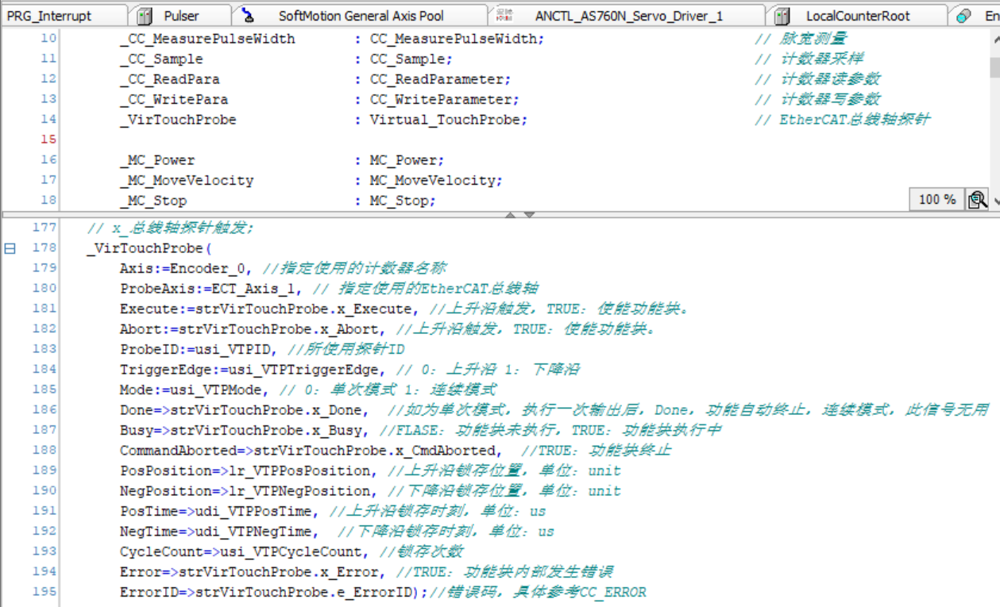 PRG_Interrupt Pulser SoftMotion General Axis Pool ANCTL_AS760N_Servo_Driver_1 LocalCounterRoot En
10 _CC_MeasurePulseWidth : CC_MeasurePulseWidth; // 脉宽测量
11 _CC_Sample : CC_Sample; // 计数器采样
12 _CC_ReadPara : CC_ReadParameter; // 计数器读参数
13 _CC_WritePara : CC_WriteParameter; // 计数器写参数
14 _VirTouchProbe : Virtual_TouchProbe; // EtherCAT总线轴探针
15
16 _MC_Power : MC_Power;
17 _MC_MoveVelocity : MC_MoveVelocity;
18 _MC_Stop : MC_Stop;
100 %
177 // x_总线轴探针触发;
178 _VirTouchProbe(
179 Axis:=Encoder_0, //指定使用的计数器名称
180 ProbeAxis:=ECT_Axis_1, // 指定使用的EtherCAT总线轴
181 Execute:=strVirTouchProbe.x_Execute, //上升沿触发，TRUE：使能功能块。
182 Abort:=strVirTouchProbe.x_Abort, //上升沿触发，TRUE：使能功能块。
183 ProbeID:=usi_VTPID, //所使用探针ID
184 TriggerEdge:=usi_VTPTriggerEdge, // 0：上升沿 1：下降沿
185 Mode:=usi_VTPMode, // 0：单次模式 1：连续模式
186 Done=>strVirTouchProbe.x_Done, //如为单次模式，执行一次输出后，Done，功能自动终止，连续模式，此信号无用
187 Busy=>strVirTouchProbe.x_Busy, //FLASE：功能块未执行，TRUE：功能块执行中
188 CommandAborted=>strVirTouchProbe.x_CmdAborted, //TRUE：功能块终止
189 PosPosition=>lr_VTPPosPosition, //上升沿锁存位置，单位：unit
190 NegPosition=>lr_VTPNegPosition, //下降沿锁存位置，单位：unit
191 PosTime=>udi_VTPPosTime, //上升沿锁存时刻，单位：us
192 NegTime=>udi_VTPNegTime, //下降沿锁存时刻，单位：us
193 CycleCount=>usi_VTPCycleCount, //锁存次数
194 Error=>strVirTouchProbe.x_Error, //TRUE：功能块内部发生错误
195 ErrorID=>strVirTouchProbe.e_ErrorID);//错误码，具体参考CC_ERROR